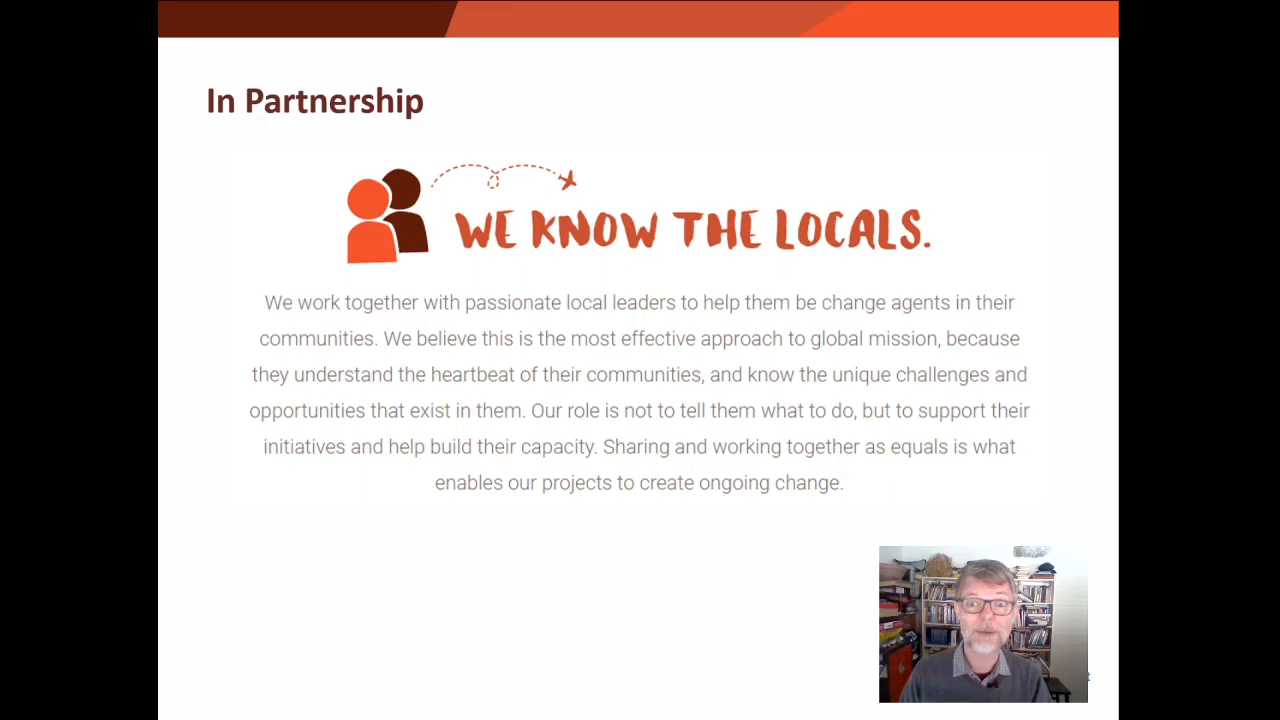 In Partnership
WE KNOW THE LOCALS.
We work together with passionate local leaders to help them be change agents in their
communities. We believe this is the most effective approach to global mission, because
they understand the heartbeat of their communities, and know the unique challenges and
opportunities that exist in them. Our role is not to tell them what to do, but to support their
initiatives and help build their capacity. Sharing and working together as equals is what
enables our projects to create ongoing change.